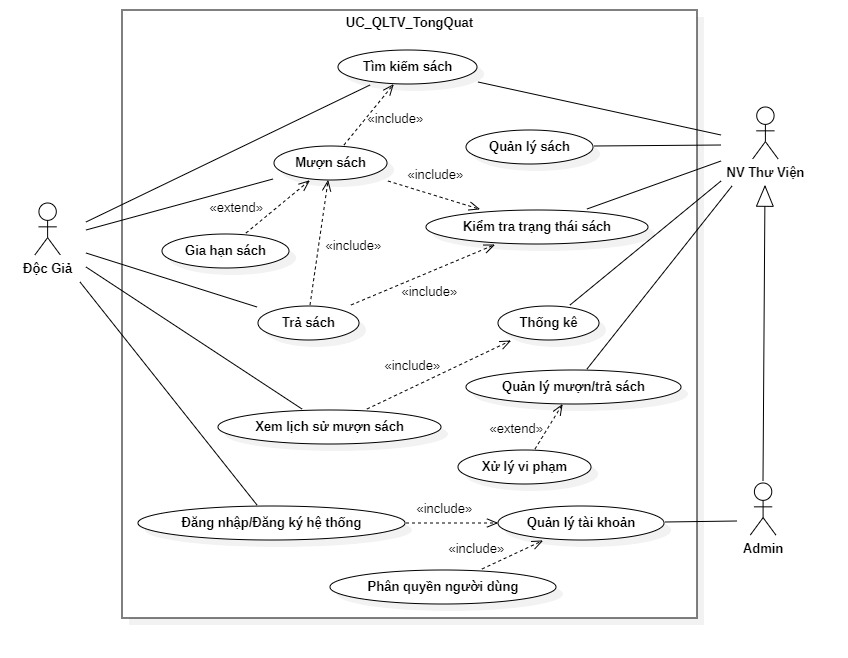 UC_QLTV_TongQuat
Tìm kiếm sách
«include»
Quản lý sách
Mượn sách
«include»
NV Thư Viện
«extend»
Kiểm tra trạng thái sách
Gia hạn sách
«include»
Độc Giả
«include»
Trả sách
Thống kê
«include»
Quản lý mượn/trả sách
Xem lịch sử mượn sách
«extend»
Xử lý vi phạm
«include»
Đăng nhập/Đăng ký hệ thống
Quản lý tài khoản
«include»
Admin
Phân quyền người dùng